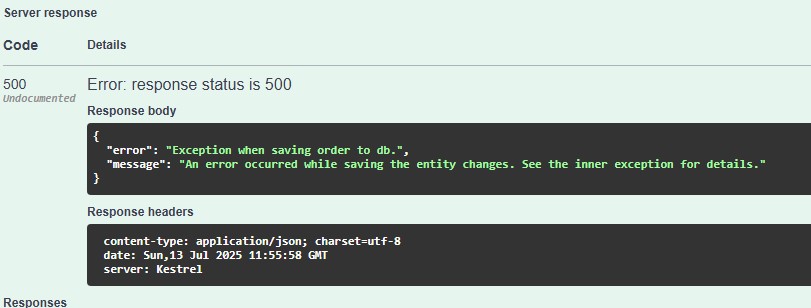 Server response
Code Details
500 Error: response status is 500
Undocumented
Response body
{
"error": "Exception when saving order to db.",
"message": "An error occurred while saving the entity changes. See the inner exception for details."
}
Response headers
content-type: application/json; charset=utf-8
date: Sun,13 Jul 2025 11:55:58 GMT
server: Kestrel
Responses